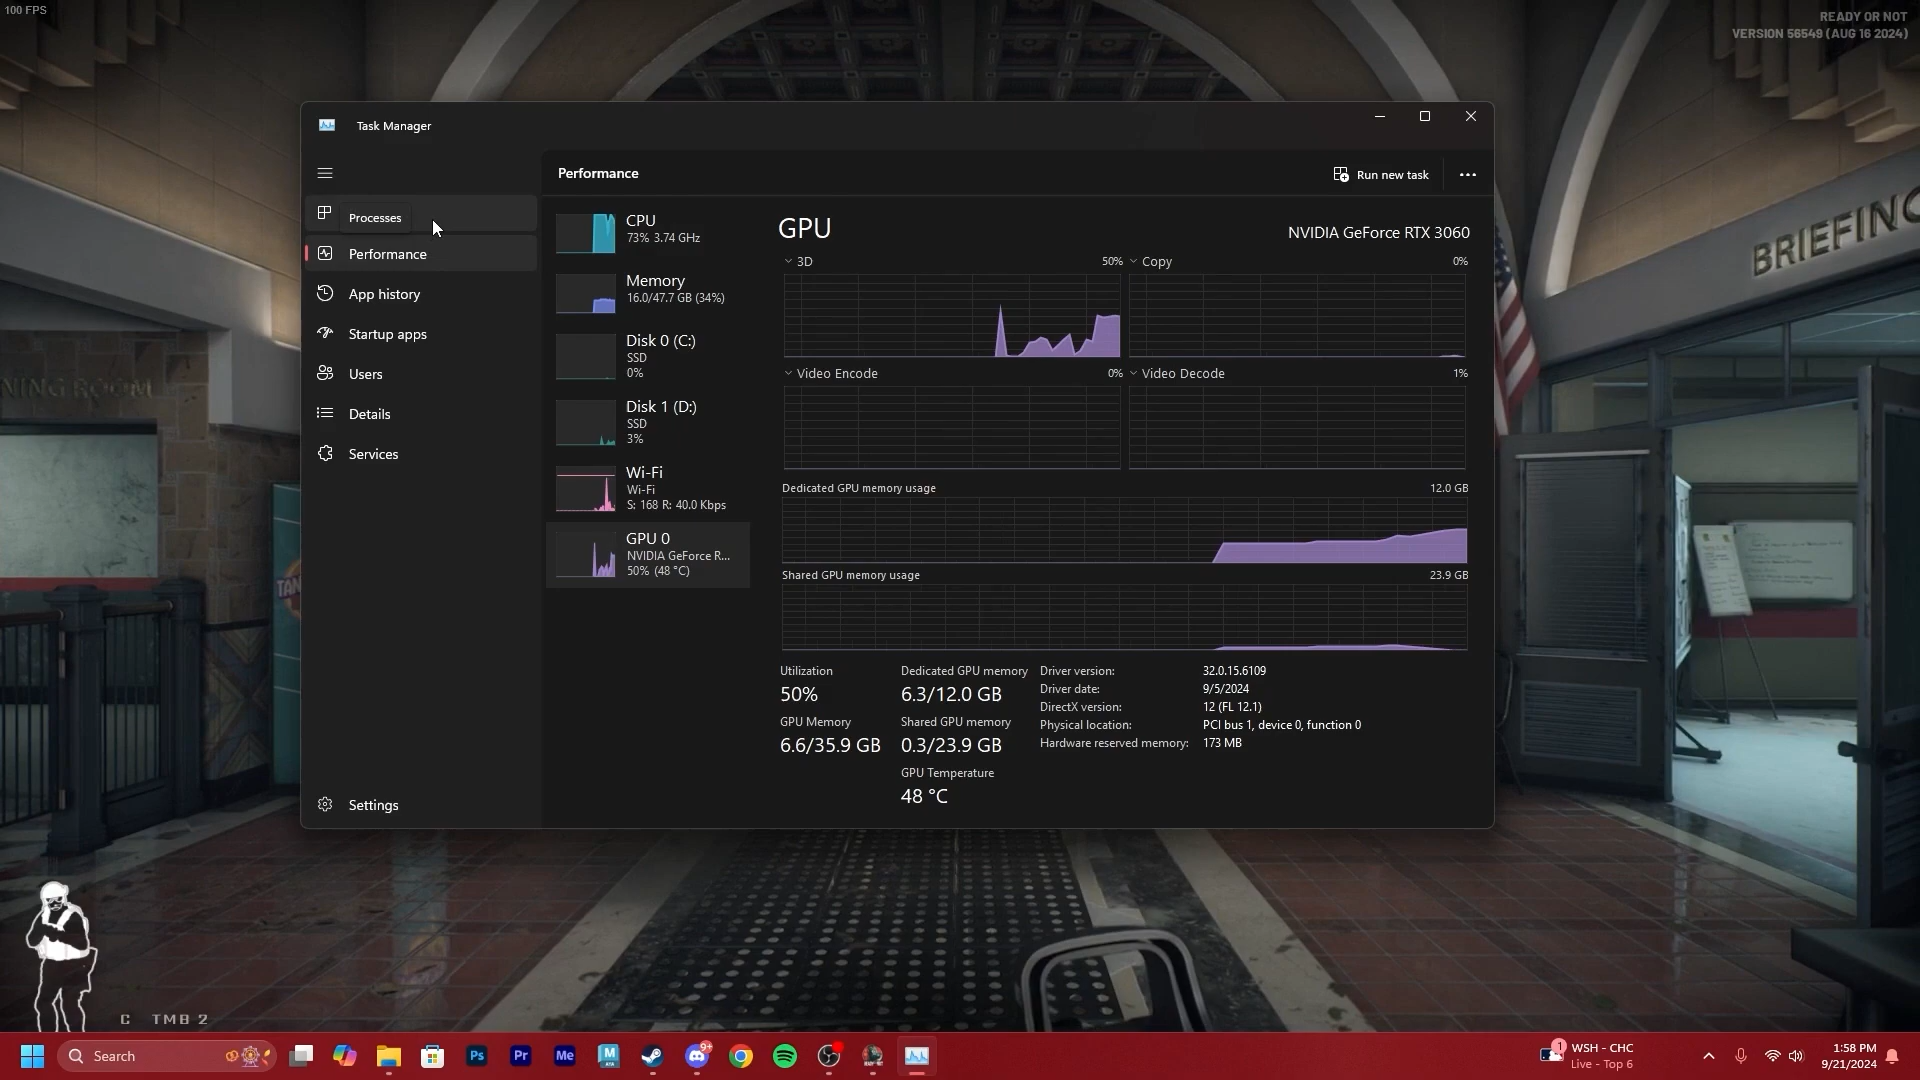 100 FPS
READY OR NOT
VERSION 56549 (AUG 16 2024)
BRIEFING
NING ROOM
TAN
Task Manager
Processes
Performance
App history
Startup apps
Users
Details
Services
Settings
Performance
Run new task
CPU
73% 3.74 GHz
Memory
16.0/47.7 GB (34%)
Disk 0 (C:)
SSD
0%
Disk 1 (D:)
SSD
3%
Wi-Fi
Wi-Fi
S: 168 R: 40.0 Kbps
GPU 0
NVIDIA GeForce R...
50% (48 °C)
GPU
NVIDIA GeForce RTX 3060
3D 50%
Copy 0%
Video Encode 0%
Video Decode 1%
Dedicated GPU memory usage 12.0 GB
Shared GPU memory usage 23.9 GB
Utilization
50%
Dedicated GPU memory
6.3/12.0 GB
GPU Memory
6.6/35.9 GB
Shared GPU memory
0.3/23.9 GB
GPU Temperature
48 °C
Driver version: 32.0.15.6109
Driver date: 9/5/2024
DirectX version: 12 (FL 12.1)
Physical location: PCI bus 1, device 0, function 0
Hardware reserved memory: 173 MB
C TMB 2
Search
Ps
Pr
Me
M
9+
1
WSH - CHC
Live - Top 6
1:58 PM
9/21/2024